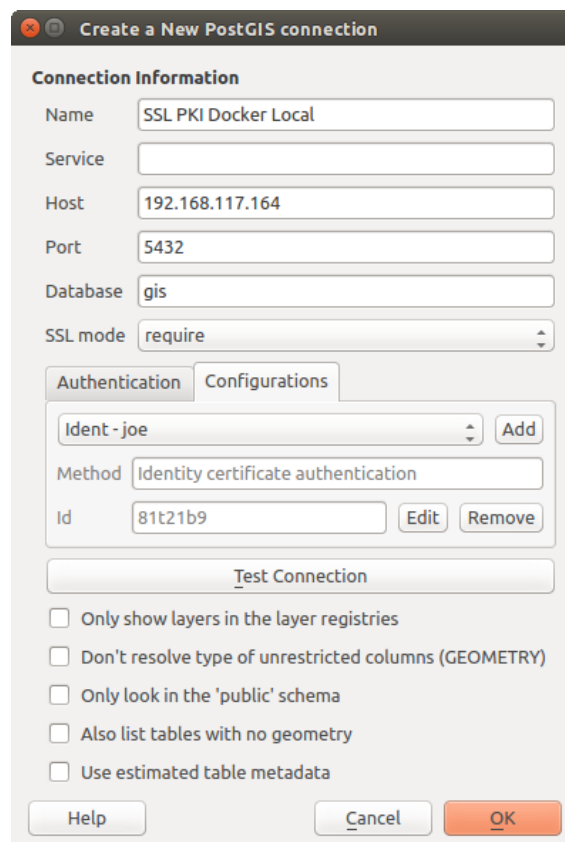 Create a New PostGIS connection
Connection Information
Name SSL PKI Docker Local
Service
Host 192.168.117.164
Port 5432
Database gis
SSL mode require
Authentication Configurations
Ident - joe Add
Method Identity certificate authentication
Id 81t21b9 Edit Remove
Test Connection
Only show layers in the layer registries
Don't resolve type of unrestricted columns (GEOMETRY)
Only look in the 'public' schema
Also list tables with no geometry
Use estimated table metadata
Help Cancel OK